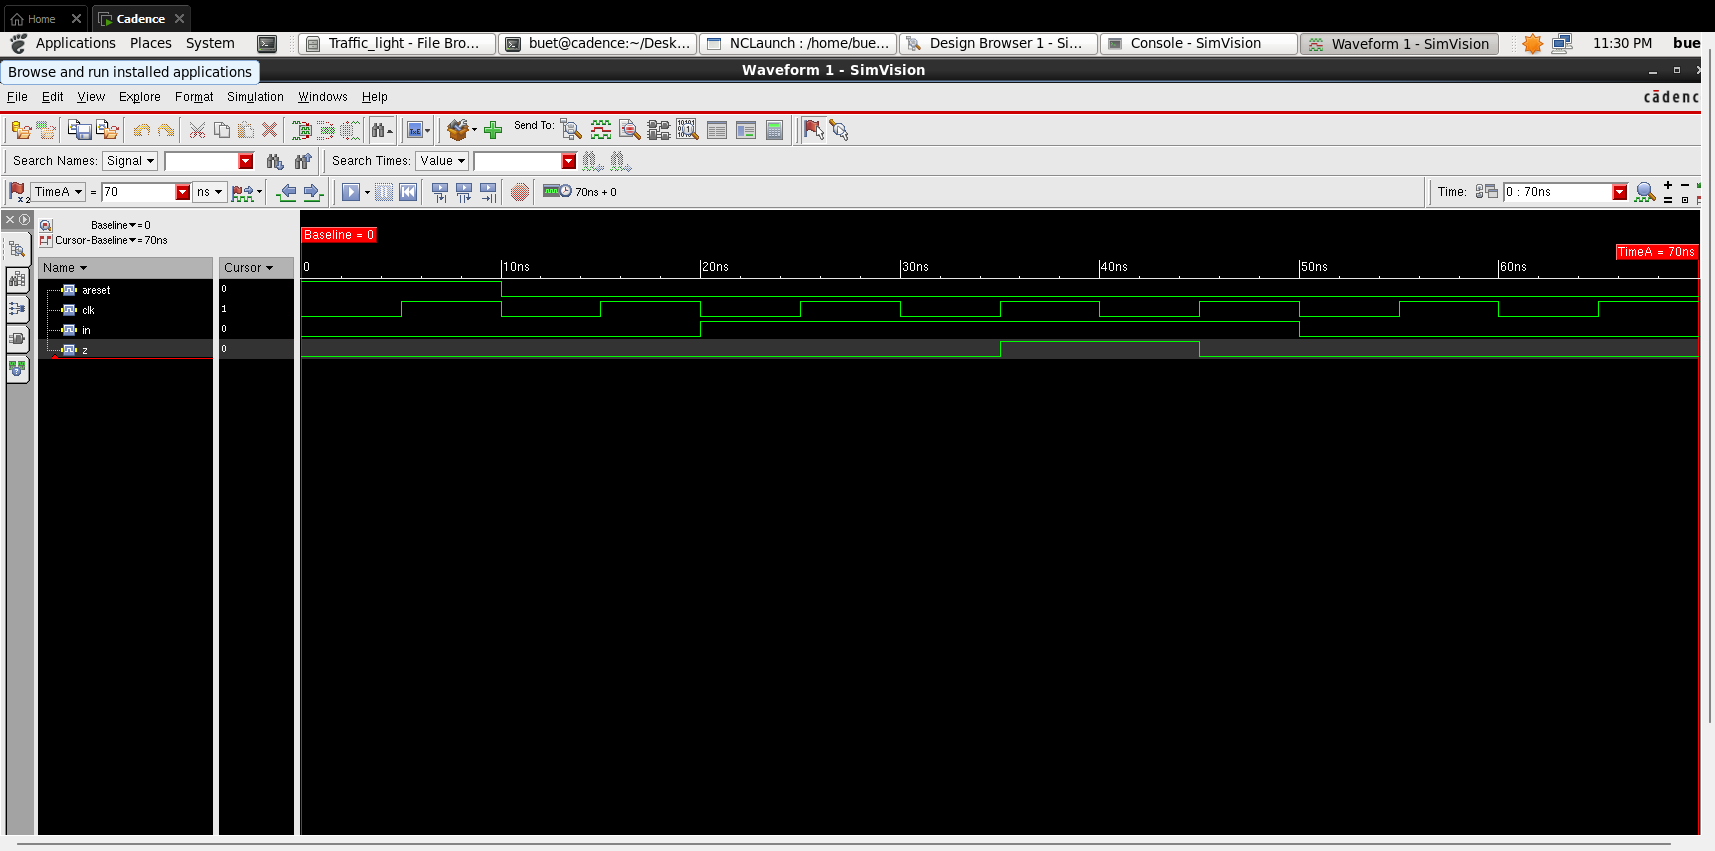 Home
Cadence
Applications Places System
Traffic_light - File Bro...
buet@cadence:~/Desk...
NCLaunch : /home/bue...
Design Browser 1 - Si...
Console - SimVision
Waveform 1 - SimVision
11:30 PM
bue
Browse and run installed applications
Waveform 1 - SimVision
File Edit View Explore Format Simulation Windows Help
cādenc
Send To:
Search Names: Signal
Search Times: Value
TimeA = 70 ns
70ns + 0
Time: 0 : 70ns
Baseline = 0
Cursor-Baseline = 70ns
Baseline = 0
TimeA = 70ns
Name Cursor
0 10ns 20ns 30ns 40ns 50ns 60ns
areset 0
clk 1
in 0
z 0